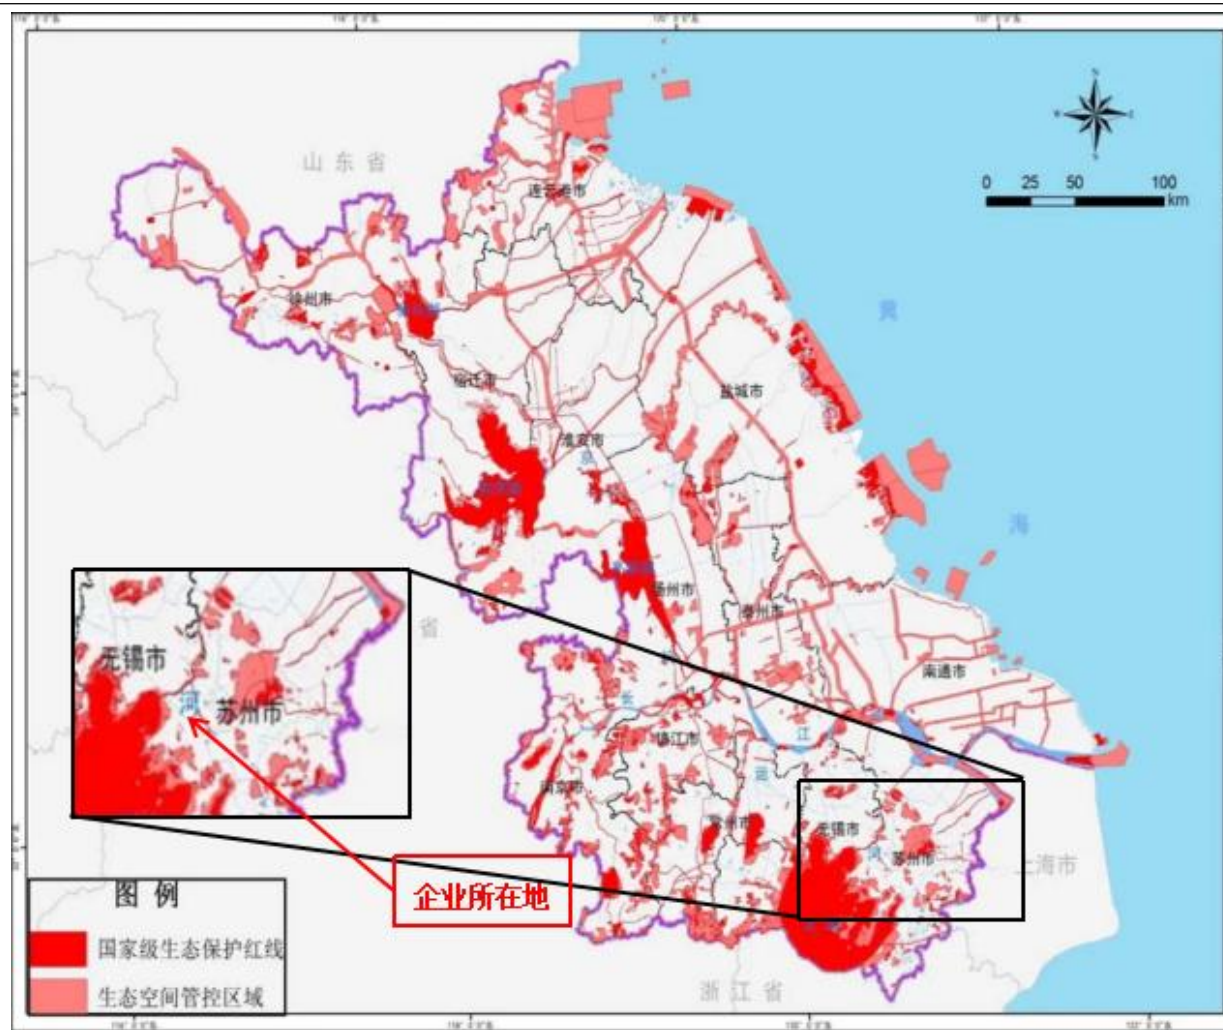 N
W
E
S
0 25 50 100
km
山东省
连云港市
徐州市
黄
宿迁市
盐城市
淮安市
京
海
省
扬州市
泰州市
无锡市
河
苏州市
南通市
长
江
镇江市
南京市
常州市
无锡市
河
苏州市
上海市
企业所在地
浙江省
图 例
国家级生态保护红线
生态空间管控区域